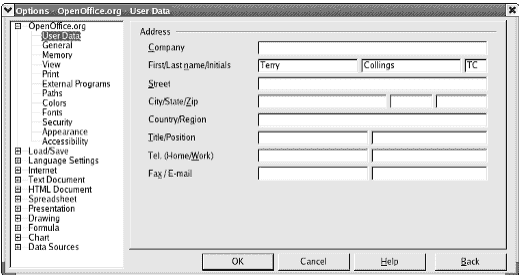 Options - OpenOffice.org - User Data
OpenOffice.org
User Data
General
Memory
View
Print
External Programs
Paths
Colors
Fonts
Security
Appearance
Accessibility
Load/Save
Language Settings
Internet
Text Document
HTML Document
Spreadsheet
Presentation
Drawing
Formula
Chart
Data Sources
Address
Company
First/Last name/Initials Terry Collings TC
Street
City/State/Zip
Country/Region
Title/Position
Tel. (Home/Work)
Fax / E-mail
OK Cancel Help Back